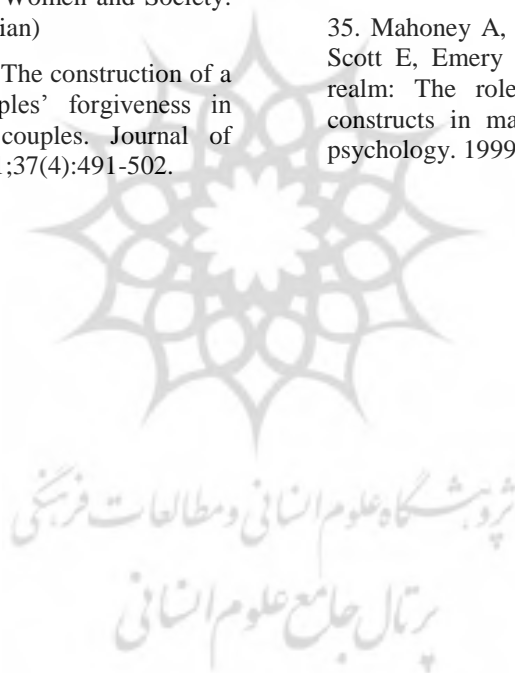 Women and Society.
ian)
The construction of a
ples' forgiveness in
couples. Journal of
1;37(4):491-502.
35. Mahoney A,
Scott E, Emery
realm: The role
constructs in ma
psychology. 1999
پژوهشگاه علوم انسانی و مطالعات فرهنگی
پرتال جامع علوم انسانی